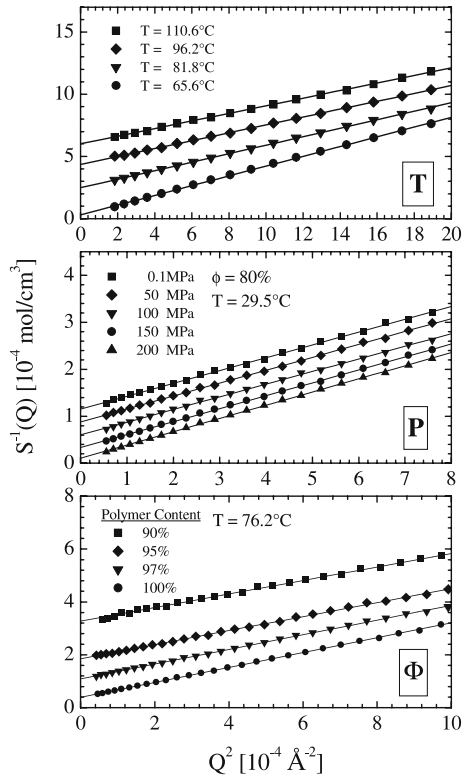 15
10
5
0
T = 110.6°C
T = 96.2°C
T = 81.8°C
T = 65.6°C
T
0 2 4 6 8 10 12 14 16 18 20
S⁻¹(Q) [10⁻⁴ mol/cm³]
4
3
2
1
0
0.1MPa
50 MPa
100 MPa
150 MPa
200 MPa
ϕ = 80%
T = 29.5°C
P
0 1 2 3 4 5 6 7 8
8
6
4
2
0
Polymer Content
90%
95%
97%
100%
T = 76.2°C
Φ
0 2 4 6 8 10
Q² [10⁻⁴ Å⁻²]